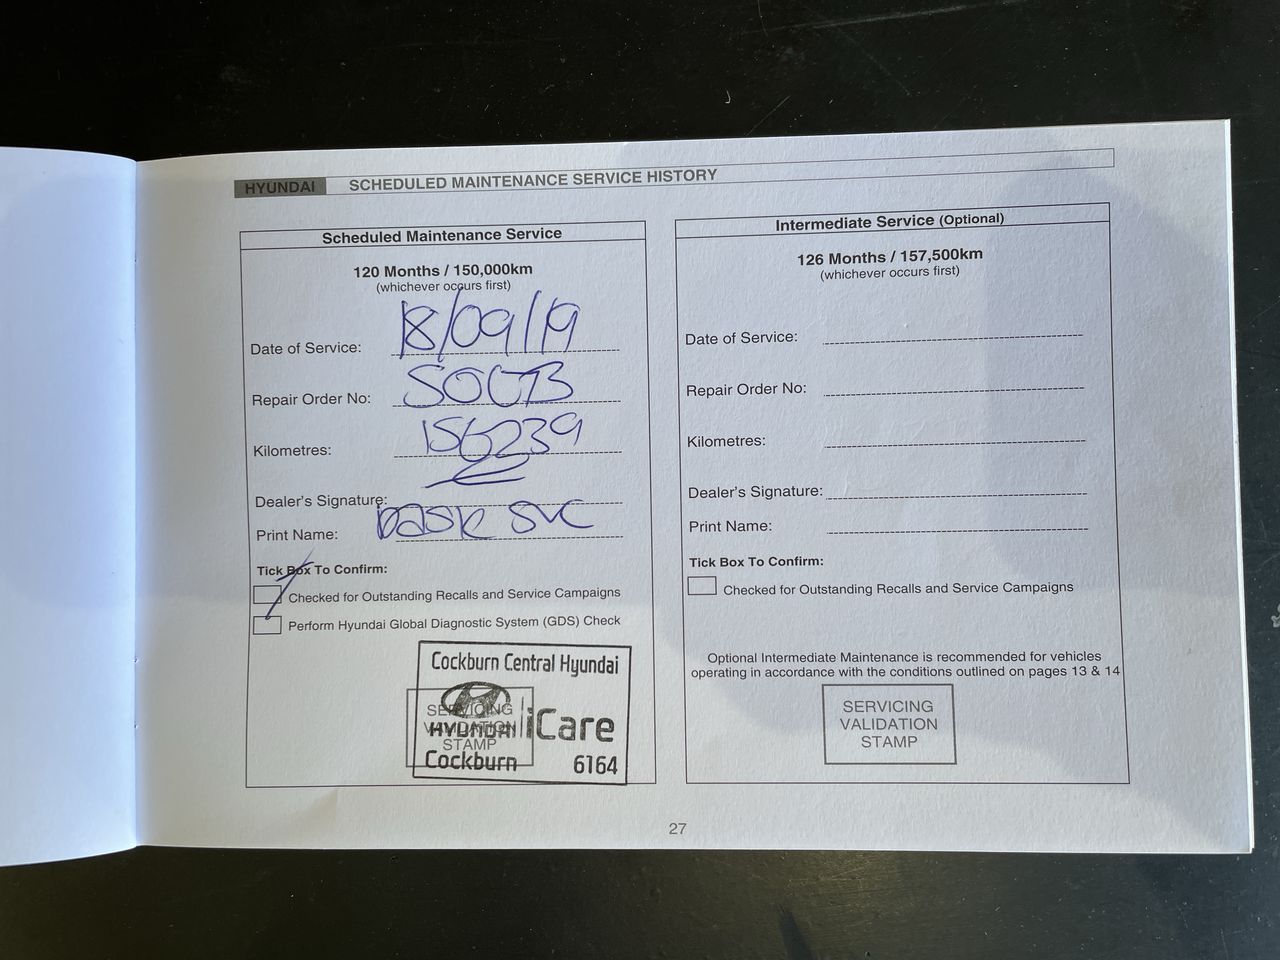 HYUNDAI SCHEDULED MAINTENANCE SERVICE HISTORY
Scheduled Maintenance Service
120 Months / 150,000km
(whichever occurs first)
Date of Service: 18/09/19
Repair Order No:
Kilometres: 156239
Dealer's Signature:
Print Name: basic svc
Tick Box To Confirm:
Checked for Outstanding Recalls and Service Campaigns
Perform Hyundai Global Diagnostic System (GDS) Check
Cockburn Central Hyundai
SERVICING
VALIDATION
STAMP
HYUNDAI iCare
Cockburn 6164
Intermediate Service (Optional)
126 Months / 157,500km
(whichever occurs first)
Date of Service:
Repair Order No:
Kilometres:
Dealer's Signature:
Print Name:
Tick Box To Confirm:
Checked for Outstanding Recalls and Service Campaigns
Optional Intermediate Maintenance is recommended for vehicles
operating in accordance with the conditions outlined on pages 13 & 14
SERVICING
VALIDATION
STAMP
27